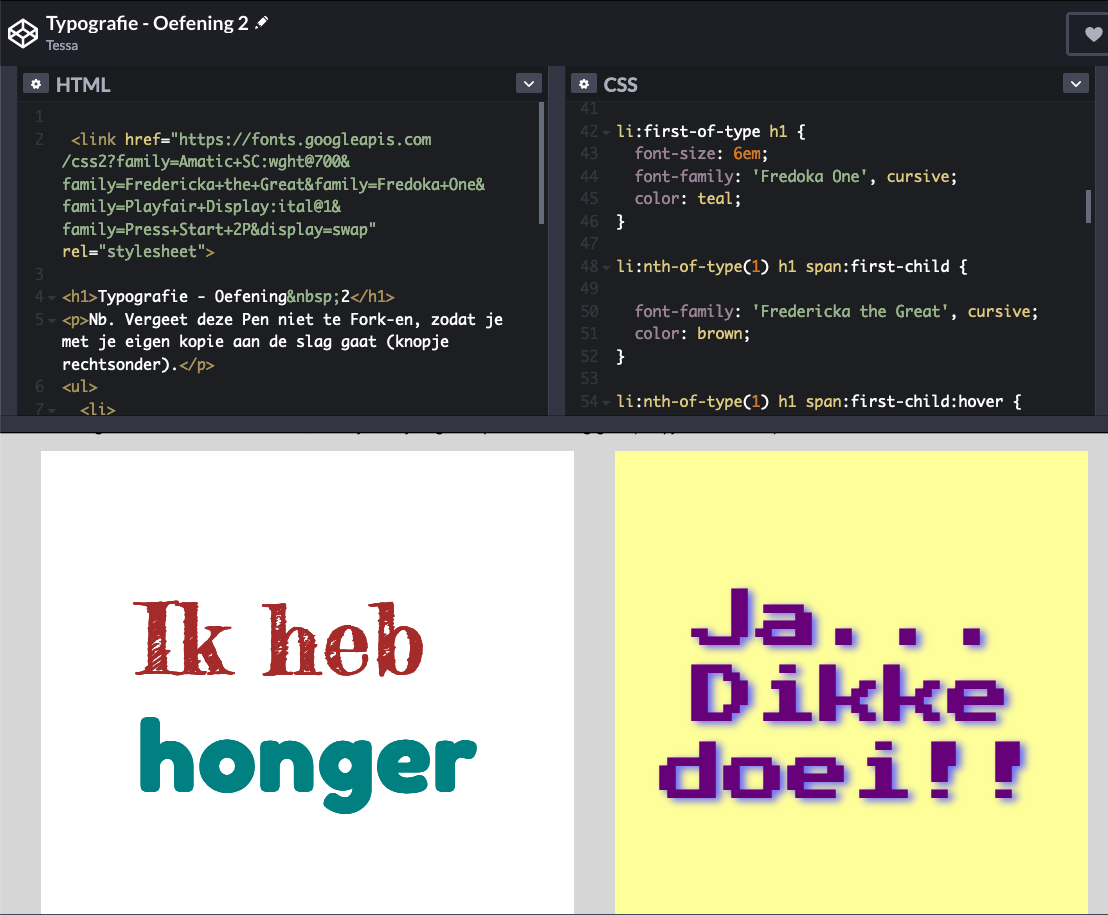 Typografie - Oefening 2
Tessa
HTML
1
2 <link href="https://fonts.googleapis.com
/css2?family=Amatic+SC:wght@700&
family=Fredericka+the+Great&family=Fredoka+One&
family=Playfair+Display:ital@1&
family=Press+Start+2P&display=swap"
rel="stylesheet">
3
4 <h1>Typografie - Oefening&nbsp;2</h1>
5 <p>Nb. Vergeet deze Pen niet te Fork-en, zodat je
met je eigen kopie aan de slag gaat (knopje
rechtsonder).</p>
6 <ul>
7 <li>
CSS
41
42 li:first-of-type h1 {
43 font-size: 6em;
44 font-family: 'Fredoka One', cursive;
45 color: teal;
46 }
47
48 li:nth-of-type(1) h1 span:first-child {
49
50 font-family: 'Fredericka the Great', cursive;
51 color: brown;
52 }
53
54 li:nth-of-type(1) h1 span:first-child:hover {
Ik heb
honger
Ja...
Dikke
doei!!